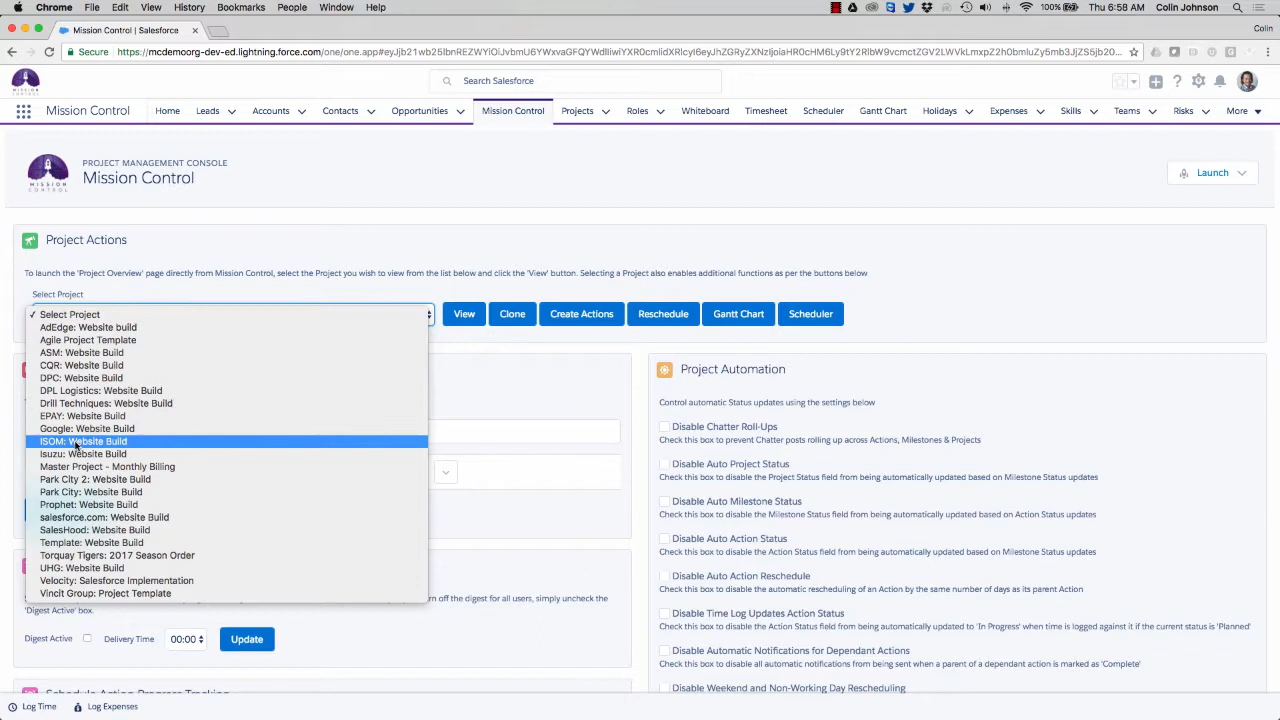 Chrome File Edit View History Bookmarks People Window Help 100% Thu 6:58 AM Colin Johnson
Mission Control | Salesforce
Colin
Secure
Search Salesforce
Mission Control Home Leads Accounts Contacts Opportunities Mission Control Projects Roles Whiteboard Timesheet Scheduler Gantt Chart Holidays Expenses Skills Teams Risks More
MISSION
CONTROL
PROJECT MANAGEMENT CONSOLE
Mission Control
Launch
Project Actions
To launch the 'Project Overview' page directly from Mission Control, select the Project you wish to view from the list below and click the 'View' button. Selecting a Project also enables additional functions as per the buttons below
Select Project
View Clone Create Actions Reschedule Gantt Chart Scheduler
✓ Select Project
AdEdge: Website build
Agile Project Template
ASM: Website Build
CQR: Website Build
DPC: Website Build
DPL Logistics: Website Build
Drill Techniques: Website Build
EPAY: Website Build
Google: Website Build
ISOM: Website Build
Isuzu: Website Build
Master Project - Monthly Billing
Park City 2: Website Build
Park City: Website Build
Prophet: Website Build
salesforce.com: Website Build
SalesHood: Website Build
Template: Website Build
Torquay Tigers: 2017 Season Order
UHG: Website Build
Velocity: Salesforce Implementation
Vincit Group: Project Template
turn off the digest for all users, simply uncheck the
'Digest Active' box.
Digest Active Delivery Time 00:00 Update
Schedule Action Progress Tracking
Project Automation
Control automatic Status updates using the settings below
Disable Chatter Roll-Ups
Check this box to prevent Chatter posts rolling up across Actions, Milestones & Projects
Disable Auto Project Status
Check this box to disable the Project Status field from being automatically updated based on Milestone Status updates
Disable Auto Milestone Status
Check this box to disable the Milestone Status field from being automatically updated based on Action Status updates
Disable Auto Action Status
Check this box to disable the Action Status field from being automatically updated based on Milestone Status updates
Disable Auto Action Reschedule
Check this box to disable the automatic rescheduling of an Action by the same number of days as its parent Action
Disable Time Log Updates Action Status
Check this box to disable the Action Status field from being automatically updated to 'In Progress' when time is logged against it if the current status is 'Planned'
Disable Automatic Notifications for Dependant Actions
Check this box to disable all automatic notifications from being sent when a parent of a dependant action is marked as 'Complete'
Disable Weekend and Non-Working Day Rescheduling
Log Time Log Expenses